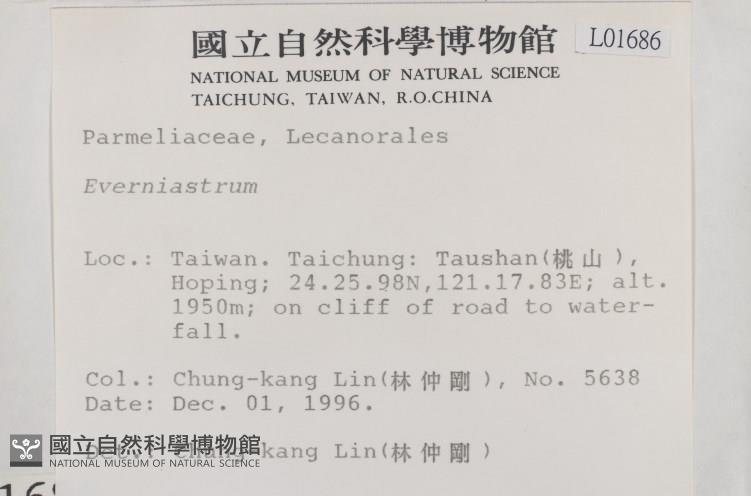 國立自然科學博物館
L01686
NATIONAL MUSEUM OF NATURAL SCIENCE
TAICHUNG, TAIWAN, R.O.CHINA
Parmeliaceae, Lecanorales
Everniastrum
Loc.: Taiwan. Taichung: Taushan(桃山),
Hoping; 24.25.98N,121.17.83E; alt.
1950m; on cliff of road to water-
fall.
Col.: Chung-kang Lin(林仲剛), No. 5638
Date: Dec. 01, 1996.
Det.: Chung-kang Lin(林仲剛)
國立自然科學博物館
NATIONAL MUSEUM OF NATURAL SCIENCE